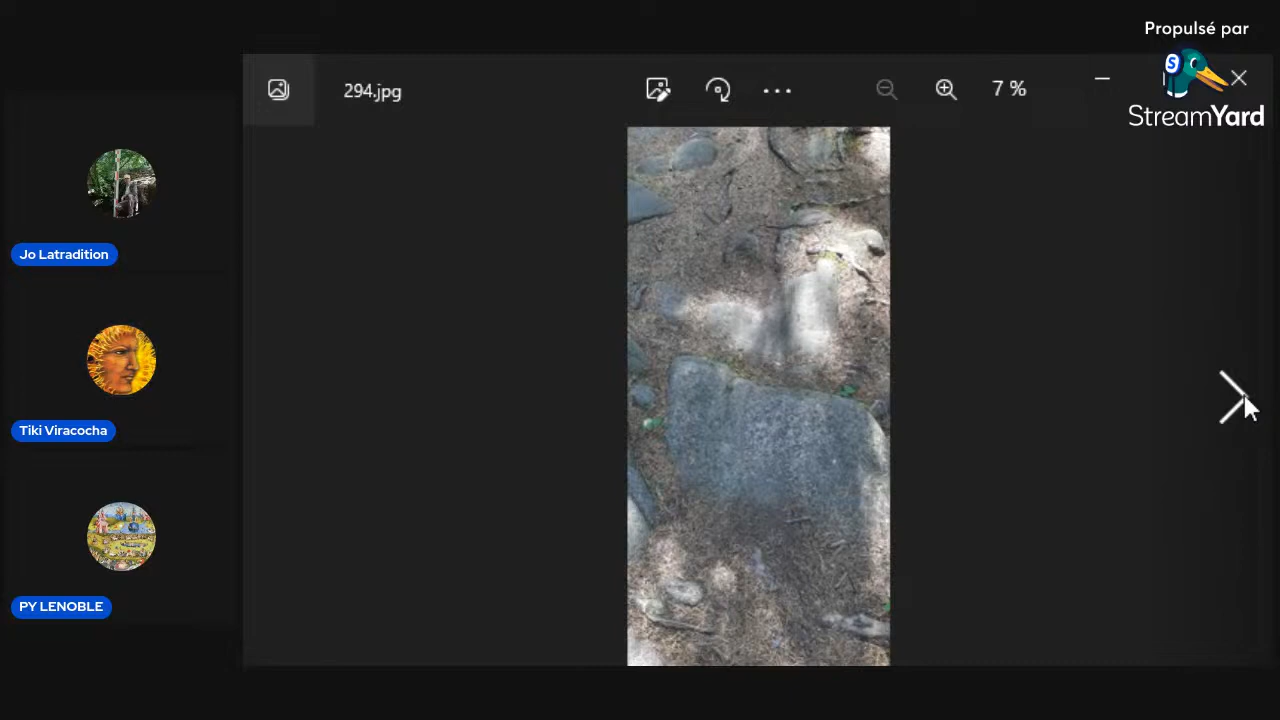 Propulsé par
StreamYard
294.jpg
7 %
Jo Latradition
Tiki Viracocha
PY LENOBLE
S